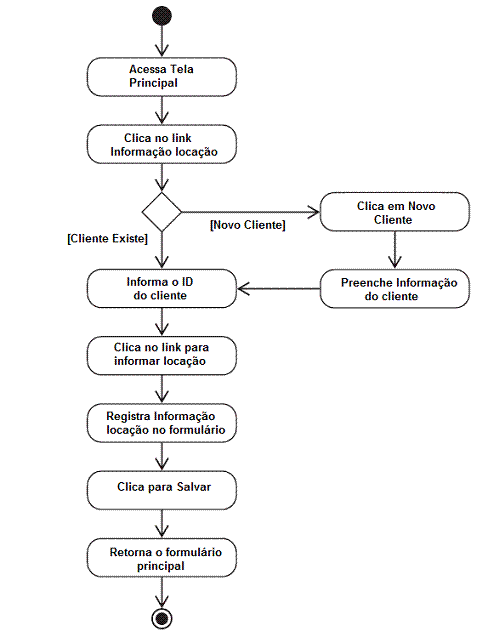 Acessa Tela
Principal
Clica no link
Informação locação
[Cliente Existe]
[Novo Cliente]
Clica em Novo
Cliente
Preenche Informação
do cliente
Informa o ID
do cliente
Clica no link para
informar locação
Registra Informação
locação no formulário
Clica para Salvar
Retorna o formulário
principal